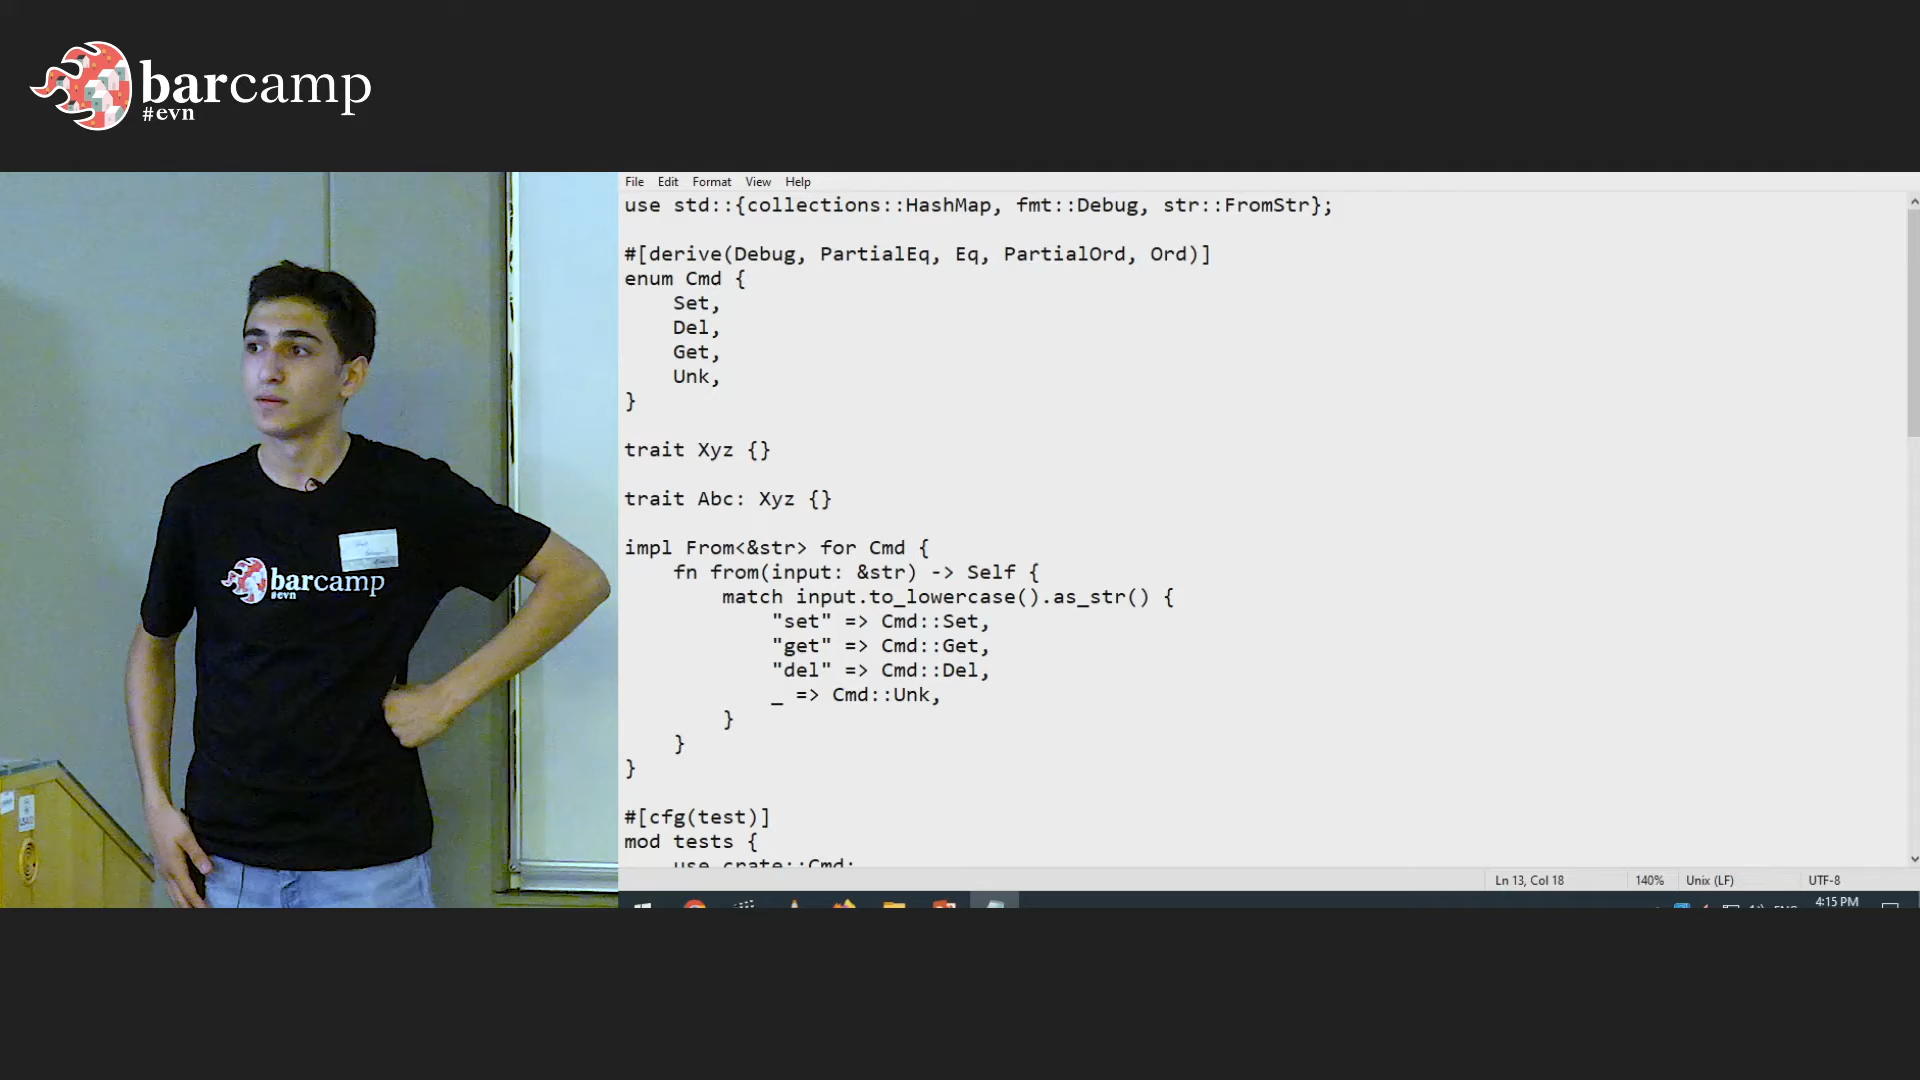 barcamp
#evn
File Edit Format View Help
use std::{collections::HashMap, fmt::Debug, str::FromStr};
#[derive(Debug, PartialEq, Eq, PartialOrd, Ord)]
enum Cmd {
    Set,
    Del,
    Get,
    Unk,
}
trait Xyz {}
trait Abc: Xyz {}
impl From<&str> for Cmd {
    fn from(input: &str) -> Self {
        match input.to_lowercase().as_str() {
            "set" => Cmd::Set,
            "get" => Cmd::Get,
            "del" => Cmd::Del,
            _ => Cmd::Unk,
        }
    }
}
#[cfg(test)]
mod tests {
    use crate::Cmd;
Ln 13, Col 18 140% Unix (LF) UTF-8
4:15 PM
barcamp
#evn